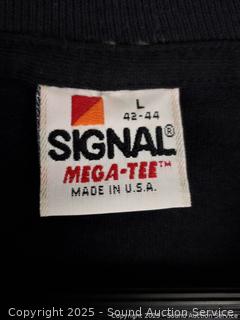 L
42-44
SIGNAL®
MEGA-TEE™
MADE IN U.S.A.
Copyright 2025 - Sound Auction Service